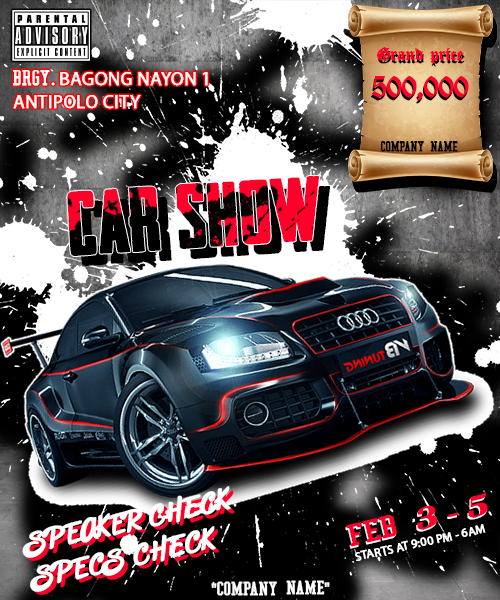 PARENTAL
ADVISORY
EXPLICIT CONTENT
BRGY. BAGONG NAYON 1
ANTIPOLO CITY
Grand price
500,000
COMPANY NAME
CAR SHOW
SPEAKER CHECK
SPECS CHECK
FEB 3 - 5
STARTS AT 9:00 PM - 6AM
"COMPANY NAME"